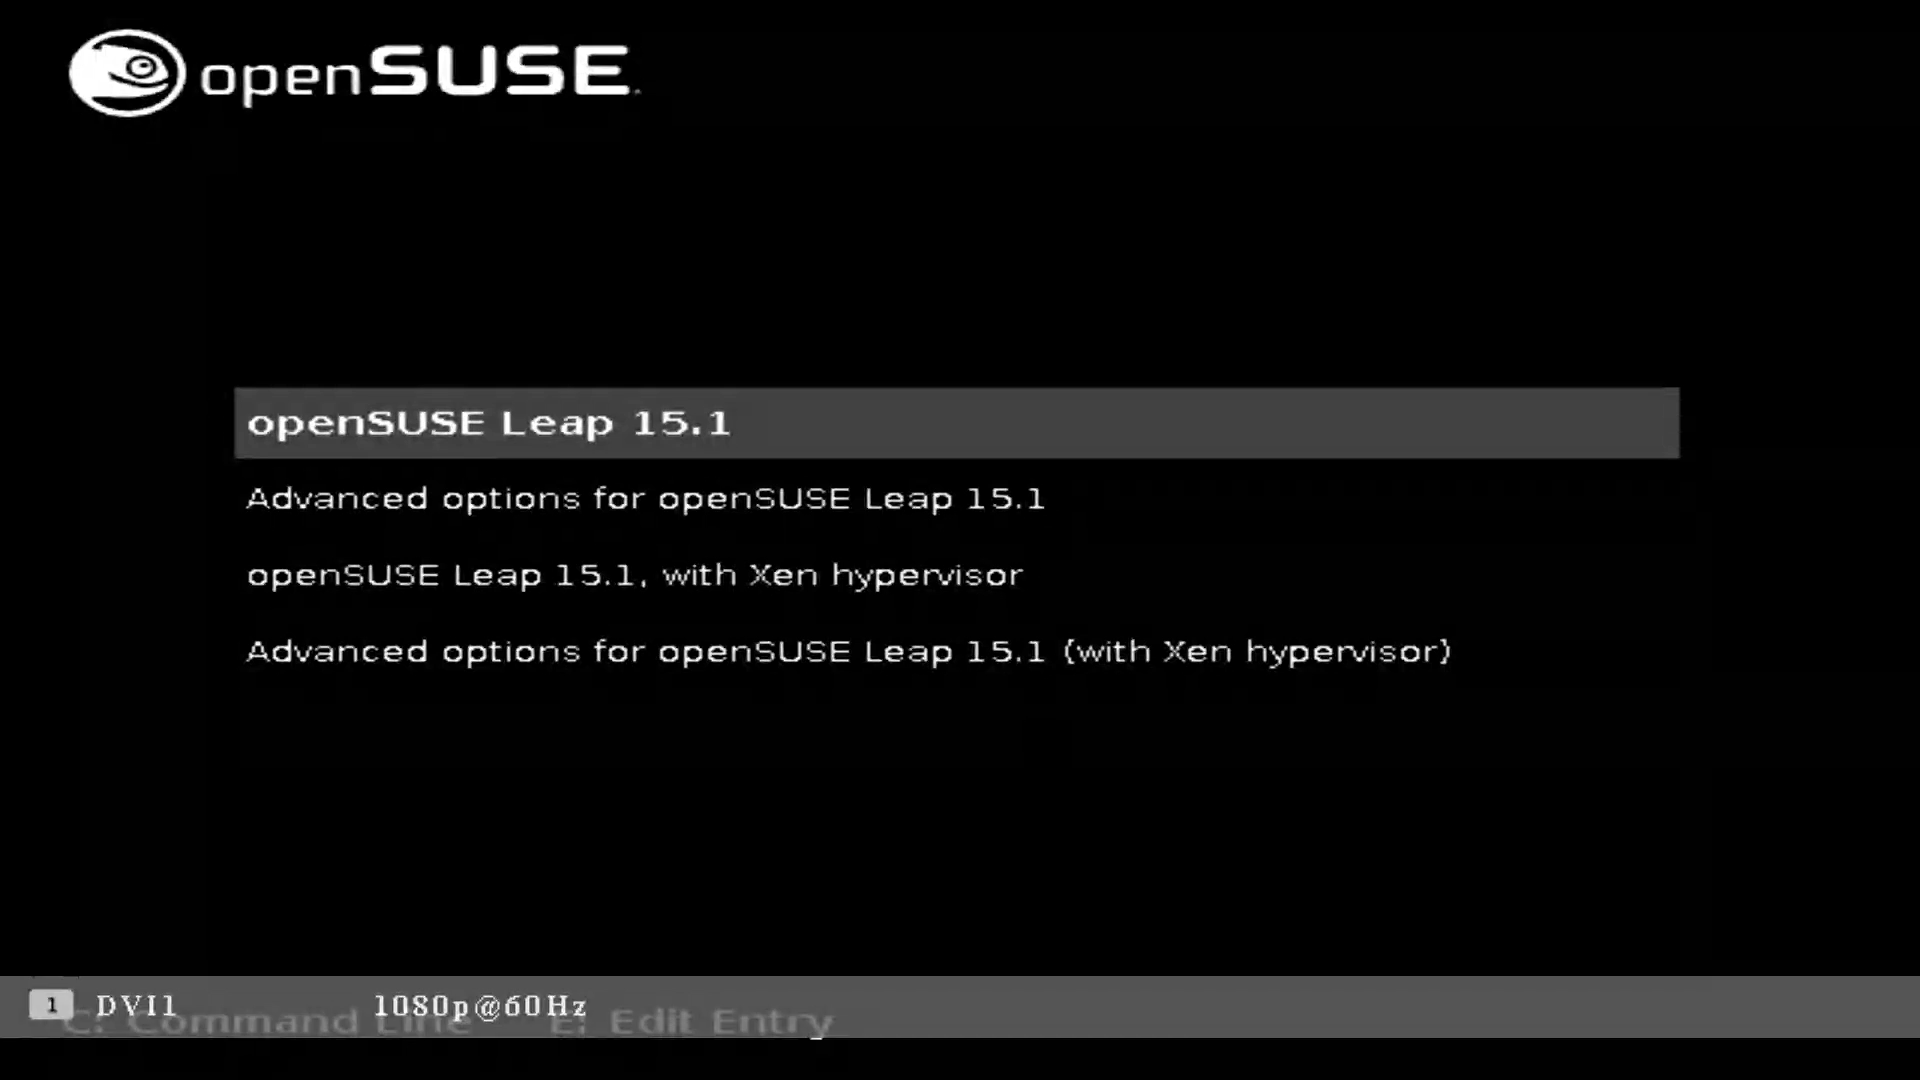 openSUSE.
openSUSE Leap 15.1
Advanced options for openSUSE Leap 15.1
openSUSE Leap 15.1, with Xen hypervisor
Advanced options for openSUSE Leap 15.1 (with Xen hypervisor)
1 DVI1 1080p@60Hz
C: Command Line E: Edit Entry